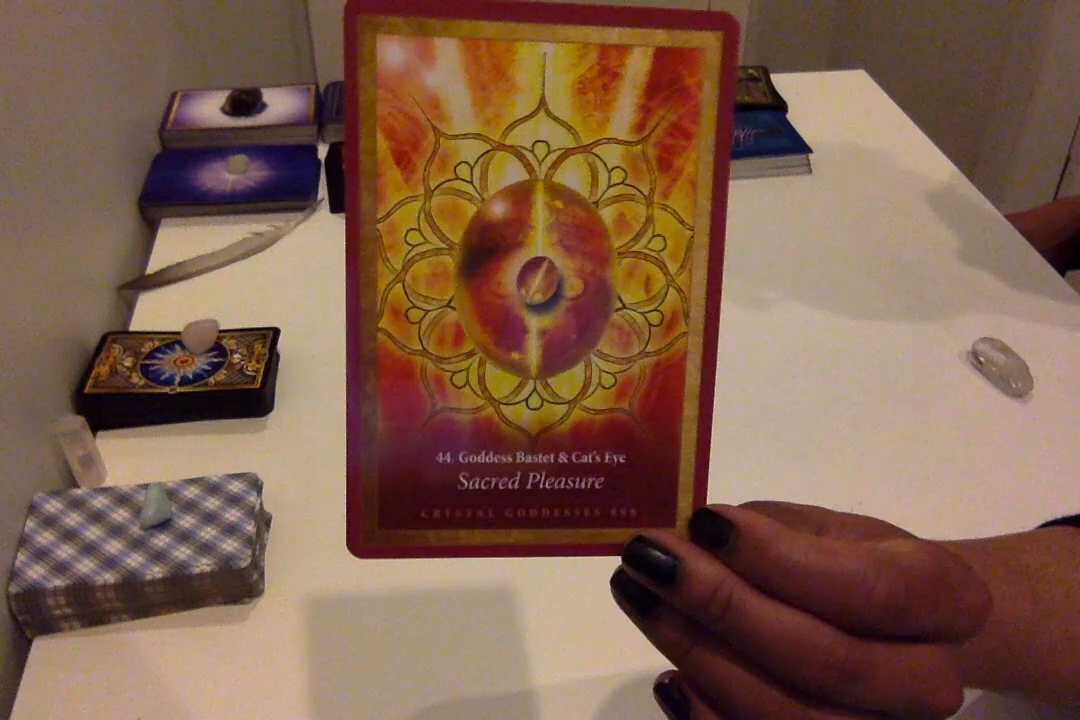 44. Goddess Bastet & Cat's Eye
Sacred Pleasure
CRYSTAL GODDESSES 888